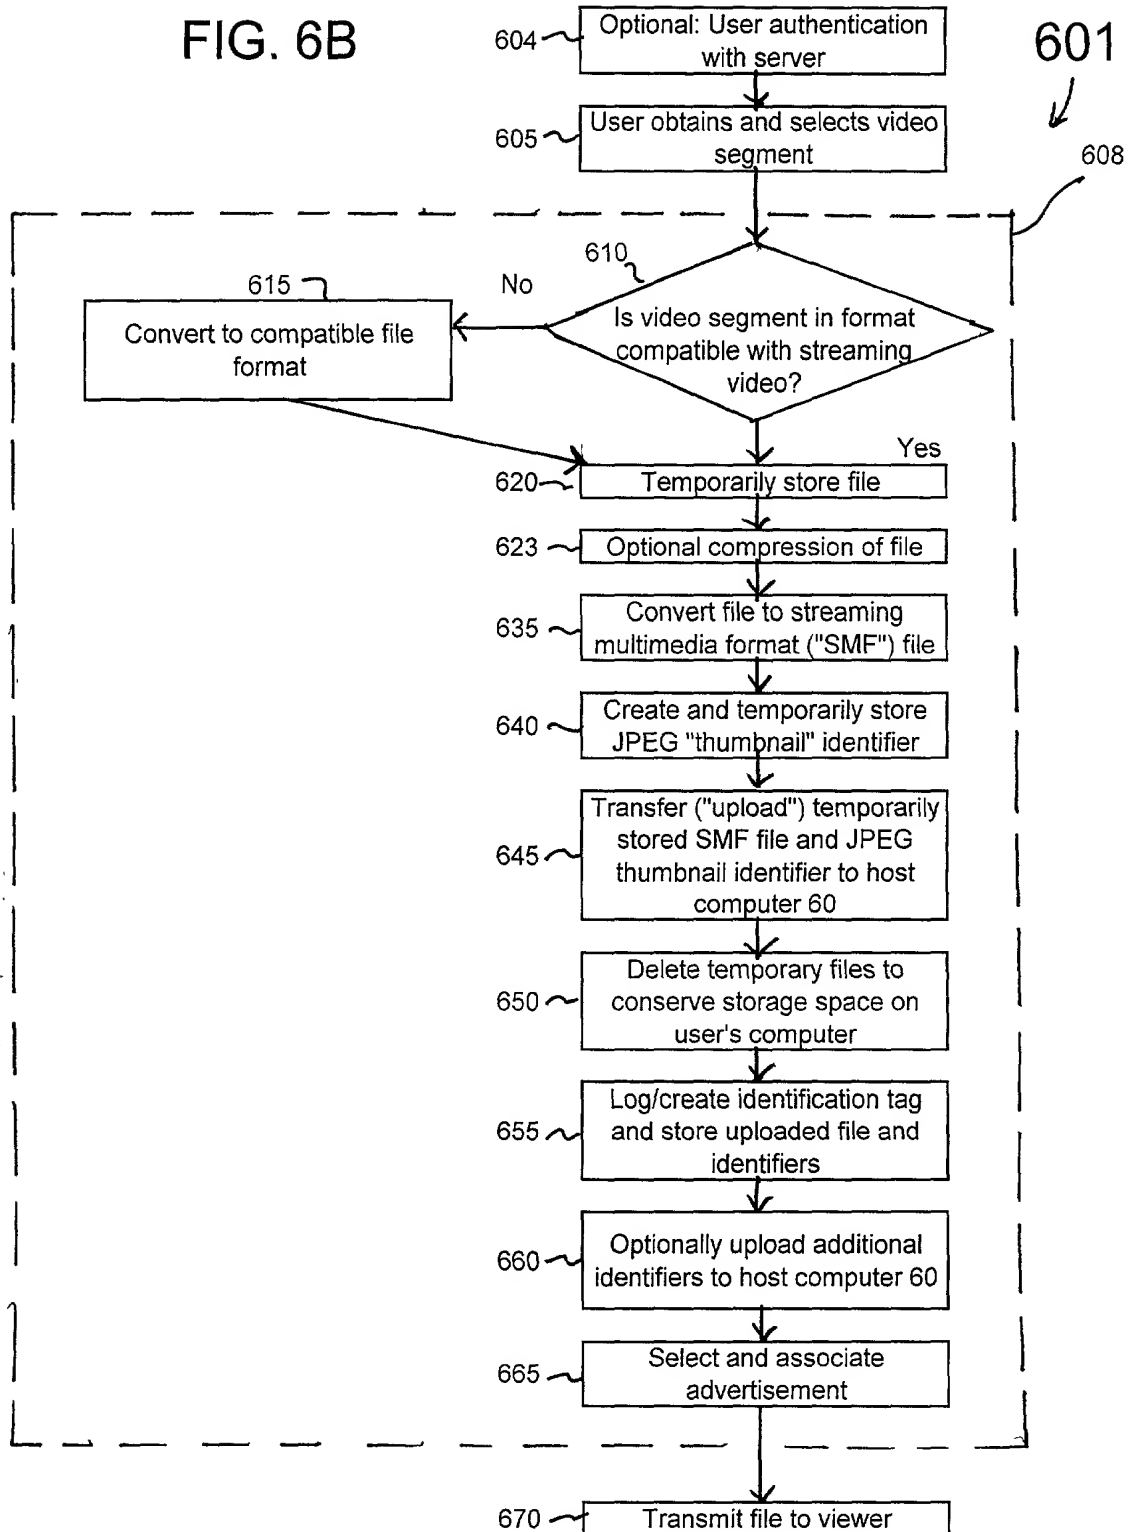 FIG. 6B
601
604
Optional: User authentication
with server
605
User obtains and selects video
segment
608
610
No
615
Convert to compatible file
format
Is video segment in format
compatible with streaming
video?
Yes
620
Temporarily store file
623
Optional compression of file
635
Convert file to streaming
multimedia format ("SMF") file
640
Create and temporarily store
JPEG "thumbnail" identifier
645
Transfer ("upload") temporarily
stored SMF file and JPEG
thumbnail identifier to host
computer 60
650
Delete temporary files to
conserve storage space on
user's computer
655
Log/create identification tag
and store uploaded file and
identifiers
660
Optionally upload additional
identifiers to host computer 60
665
Select and associate
advertisement
670
Transmit file to viewer